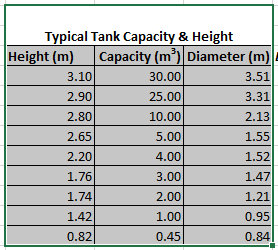 Typical Tank Capacity & Height
Height (m) Capacity (m³) Diameter (m)
3.10 30.00 3.51
2.90 25.00 3.31
2.80 10.00 2.13
2.65 5.00 1.55
2.20 4.00 1.52
1.76 3.00 1.47
1.74 2.00 1.21
1.42 1.00 0.95
0.82 0.45 0.84